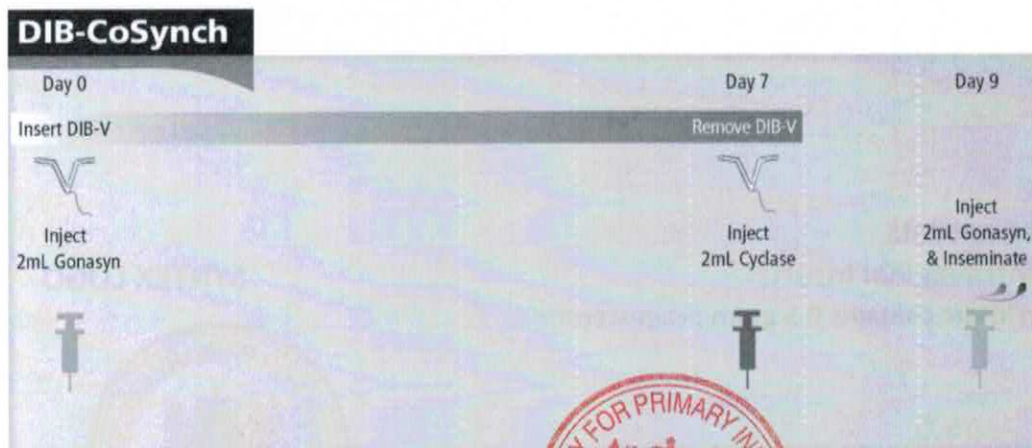 DIB-CoSynch
Day 0
Day 7
Day 9
Insert DIB-V
Remove DIB-V
Inject
2mL Gonasyn
Inject
2mL Cyclase
Inject
2mL Gonasyn,
& Inseminate
FOR PRIMARY